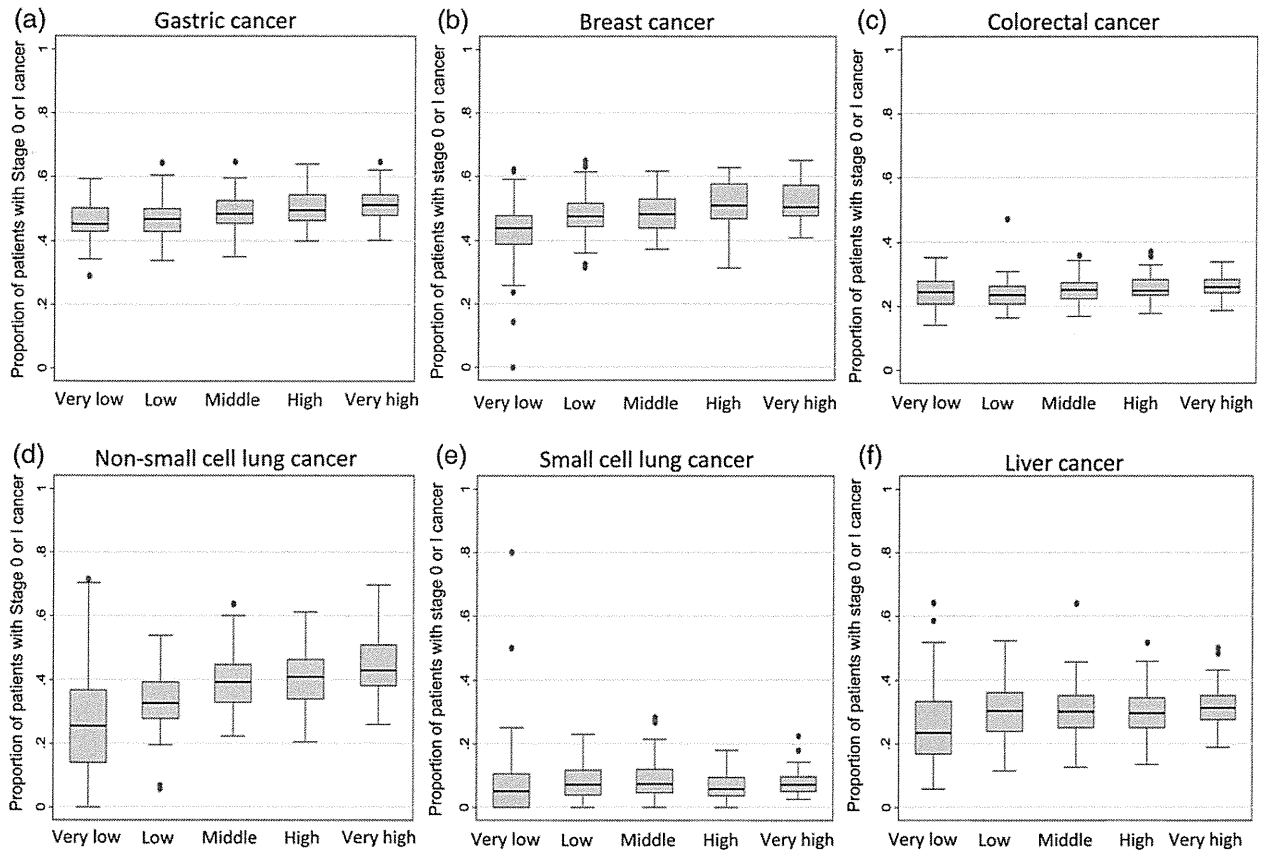 (a) Gastric cancer
Proportion of patients with Stage 0 or I cancer
1
.8
.6
.4
.2
0
Very low Low Middle High Very high
(b) Breast cancer
Proportion of patients with stage 0 or I cancer
1
.8
.6
.4
.2
0
Very low Low Middle High Very high
(c) Colorectal cancer
Proportion of patients with stage 0 or I cancer
1
.8
.6
.4
.2
0
Very low Low Middle High Very high
(d) Non-small cell lung cancer
Proportion of patients with Stage 0 or I cancer
1
.8
.6
.4
.2
0
Very low Low Middle High Very high
(e) Small cell lung cancer
Proportion of patients with stage 0 or I cancer
1
.8
.6
.4
.2
0
Very low Low Middle High Very high
(f) Liver cancer
Proportion of patients with stage 0 or I cancer
1
.8
.6
.4
.2
0
Very low Low Middle High Very high